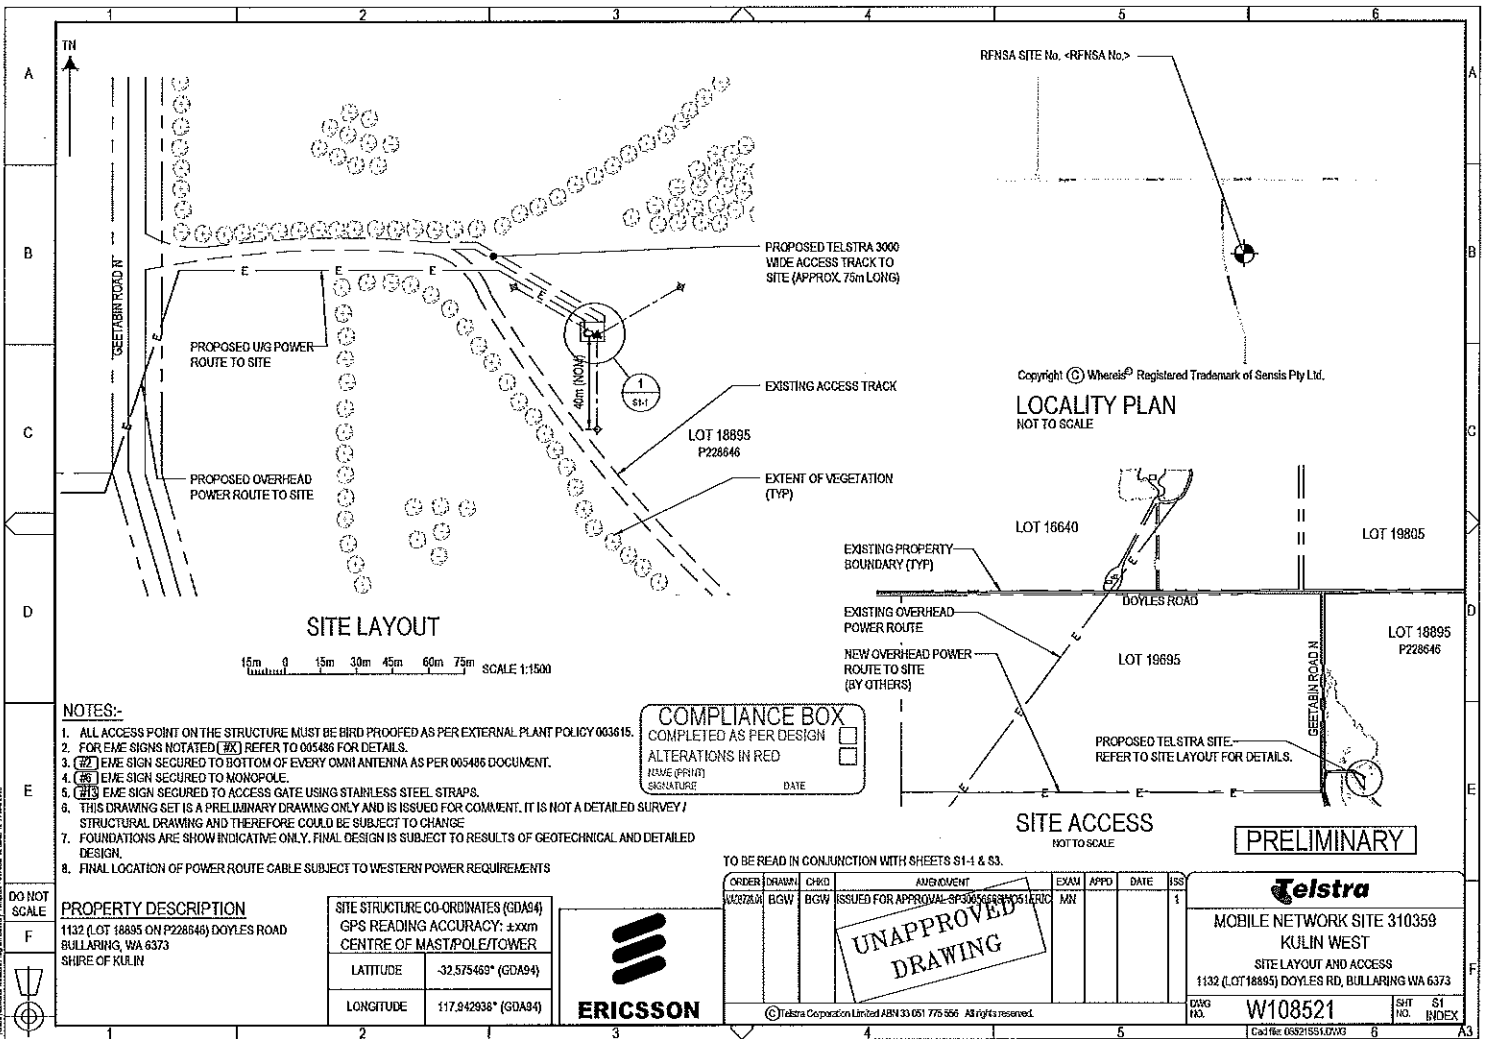 1 2 3 4 5 6
A
B
C
D
E
F
TN
RFNSA SITE No. <RFNSA No.>
GEETABIN ROAD N
PROPOSED TELSTRA 3000
WIDE ACCESS TRACK TO
SITE (APPROX. 75m LONG)
PROPOSED U/G POWER
ROUTE TO SITE
40m (NOM)
1
S1-1
EXISTING ACCESS TRACK
LOT 18895
P228646
PROPOSED OVERHEAD
POWER ROUTE TO SITE
EXTENT OF VEGETATION
(TYP)
E E E E E E
SITE LAYOUT
15m 0 15m 30m 45m 60m 75m SCALE 1:1500
Copyright © Whereis® Registered Trademark of Sensis Pty Ltd.
LOCALITY PLAN
NOT TO SCALE
LOT 16640
LOT 19805
EXISTING PROPERTY
BOUNDARY (TYP)
DOYLES ROAD
EXISTING OVERHEAD
POWER ROUTE
LOT 18895
P228646
LOT 19695
NEW OVERHEAD POWER
ROUTE TO SITE
(BY OTHERS)
GEETABIN ROAD N
PROPOSED TELSTRA SITE.
REFER TO SITE LAYOUT FOR DETAILS.
E E E E E E
SITE ACCESS
NOT TO SCALE
PRELIMINARY
NOTES:-
1. ALL ACCESS POINT ON THE STRUCTURE MUST BE BIRD PROOFED AS PER EXTERNAL PLANT POLICY 003615.
2. FOR EME SIGNS NOTATED #X REFER TO 005486 FOR DETAILS.
3. #2 EME SIGN SECURED TO BOTTOM OF EVERY OMNI ANTENNA AS PER 005486 DOCUMENT.
4. #6 EME SIGN SECURED TO MONOPOLE.
5. #13 EME SIGN SECURED TO ACCESS GATE USING STAINLESS STEEL STRAPS.
6. THIS DRAWING SET IS A PRELIMINARY DRAWING ONLY AND IS ISSUED FOR COMMENT. IT IS NOT A DETAILED SURVEY /
STRUCTURAL DRAWING AND THEREFORE COULD BE SUBJECT TO CHANGE
7. FOUNDATIONS ARE SHOW INDICATIVE ONLY. FINAL DESIGN IS SUBJECT TO RESULTS OF GEOTECHNICAL AND DETAILED
DESIGN.
8. FINAL LOCATION OF POWER ROUTE CABLE SUBJECT TO WESTERN POWER REQUIREMENTS
COMPLIANCE BOX
COMPLETED AS PER DESIGN
ALTERATIONS IN RED
NAME (PRINT)
SIGNATURE DATE
TO BE READ IN CONJUNCTION WITH SHEETS S1-1 & S3.
DO NOT
SCALE
PROPERTY DESCRIPTION
1132 (LOT 18895 ON P228646) DOYLES ROAD
BULLARING, WA 6373
SHIRE OF KULIN
SITE STRUCTURE CO-ORDINATES (GDA94)
GPS READING ACCURACY: ±xxm
CENTRE OF MAST/POLE/TOWER
LATITUDE -32.575469° (GDA94)
LONGITUDE 117.942938° (GDA94)
ERICSSON
ORDER DRAWN CHKD AMENDMENT EXAM APPD DATE ISS
BGW BGW ISSUED FOR APPROVAL MN 1
UNAPPROVED
DRAWING
© Telstra Corporation Limited ABN 33 051 775 556 All rights reserved.
Telstra
MOBILE NETWORK SITE 310359
KULIN WEST
SITE LAYOUT AND ACCESS
1132 (LOT 18895) DOYLES RD, BULLARING WA 6373
DWG
NO. W108521
SHT
NO. S1
INDEX
Cad file: 08521SS1.DWG
1 2 3 5 6 A3